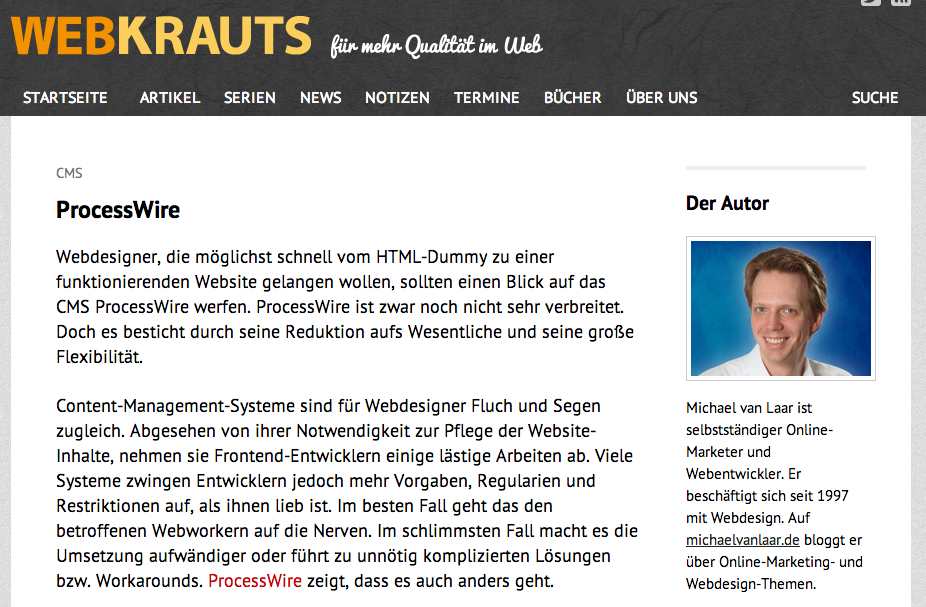 WEBKRAUTS für mehr Qualität im Web
STARTSEITE ARTIKEL SERIEN NEWS NOTIZEN TERMINE BÜCHER ÜBER UNS SUCHE
CMS
ProcessWire
Webdesigner, die möglichst schnell vom HTML-Dummy zu einer
funktionierenden Website gelangen wollen, sollten einen Blick auf das
CMS ProcessWire werfen. ProcessWire ist zwar noch nicht sehr verbreitet.
Doch es besticht durch seine Reduktion aufs Wesentliche und seine große
Flexibilität.
Content-Management-Systeme sind für Webdesigner Fluch und Segen
zugleich. Abgesehen von ihrer Notwendigkeit zur Pflege der Website-
Inhalte, nehmen sie Frontend-Entwicklern einige lästige Arbeiten ab. Viele
Systeme zwingen Entwicklern jedoch mehr Vorgaben, Regularien und
Restriktionen auf, als ihnen lieb ist. Im besten Fall geht das den
betroffenen Webworkern auf die Nerven. Im schlimmsten Fall macht es die
Umsetzung aufwändiger oder führt zu unnötig komplizierten Lösungen
bzw. Workarounds. ProcessWire zeigt, dass es auch anders geht.
Der Autor
Michael van Laar ist
selbstständiger Online-
Marketer und
Webentwickler. Er
beschäftigt sich seit 1997
mit Webdesign. Auf
michaelvanlaar.de bloggt er
über Online-Marketing- und
Webdesign-Themen.